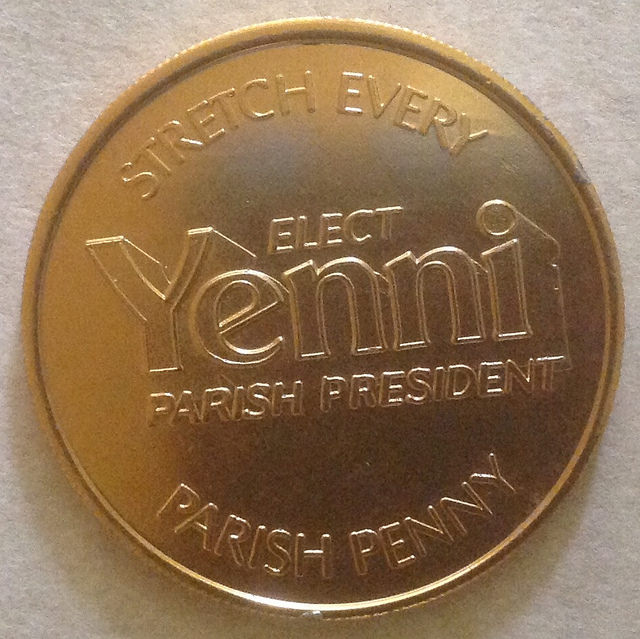 STRETCH EVERY
ELECT
Yenni
PARISH PRESIDENT
PARISH PENNY